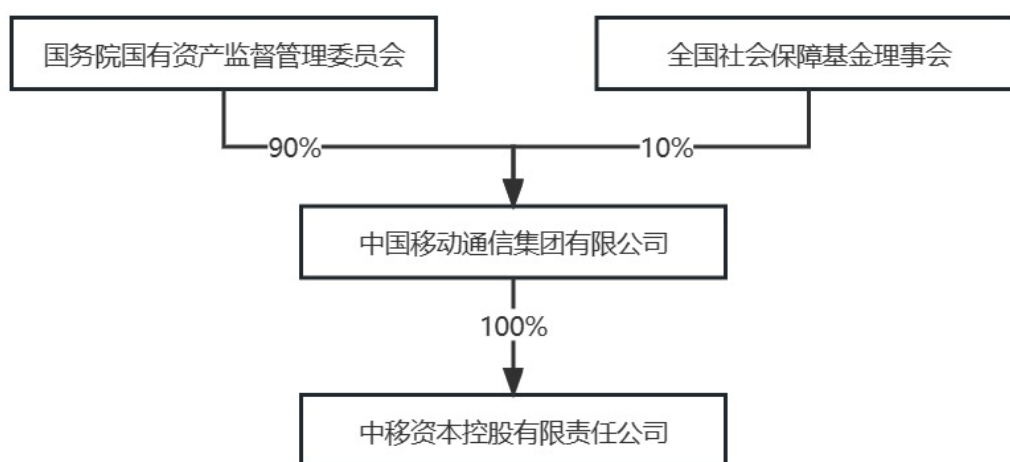 国务院国有资产监督管理委员会
全国社会保障基金理事会
90%
10%
中国移动通信集团有限公司
100%
中移资本控股有限责任公司